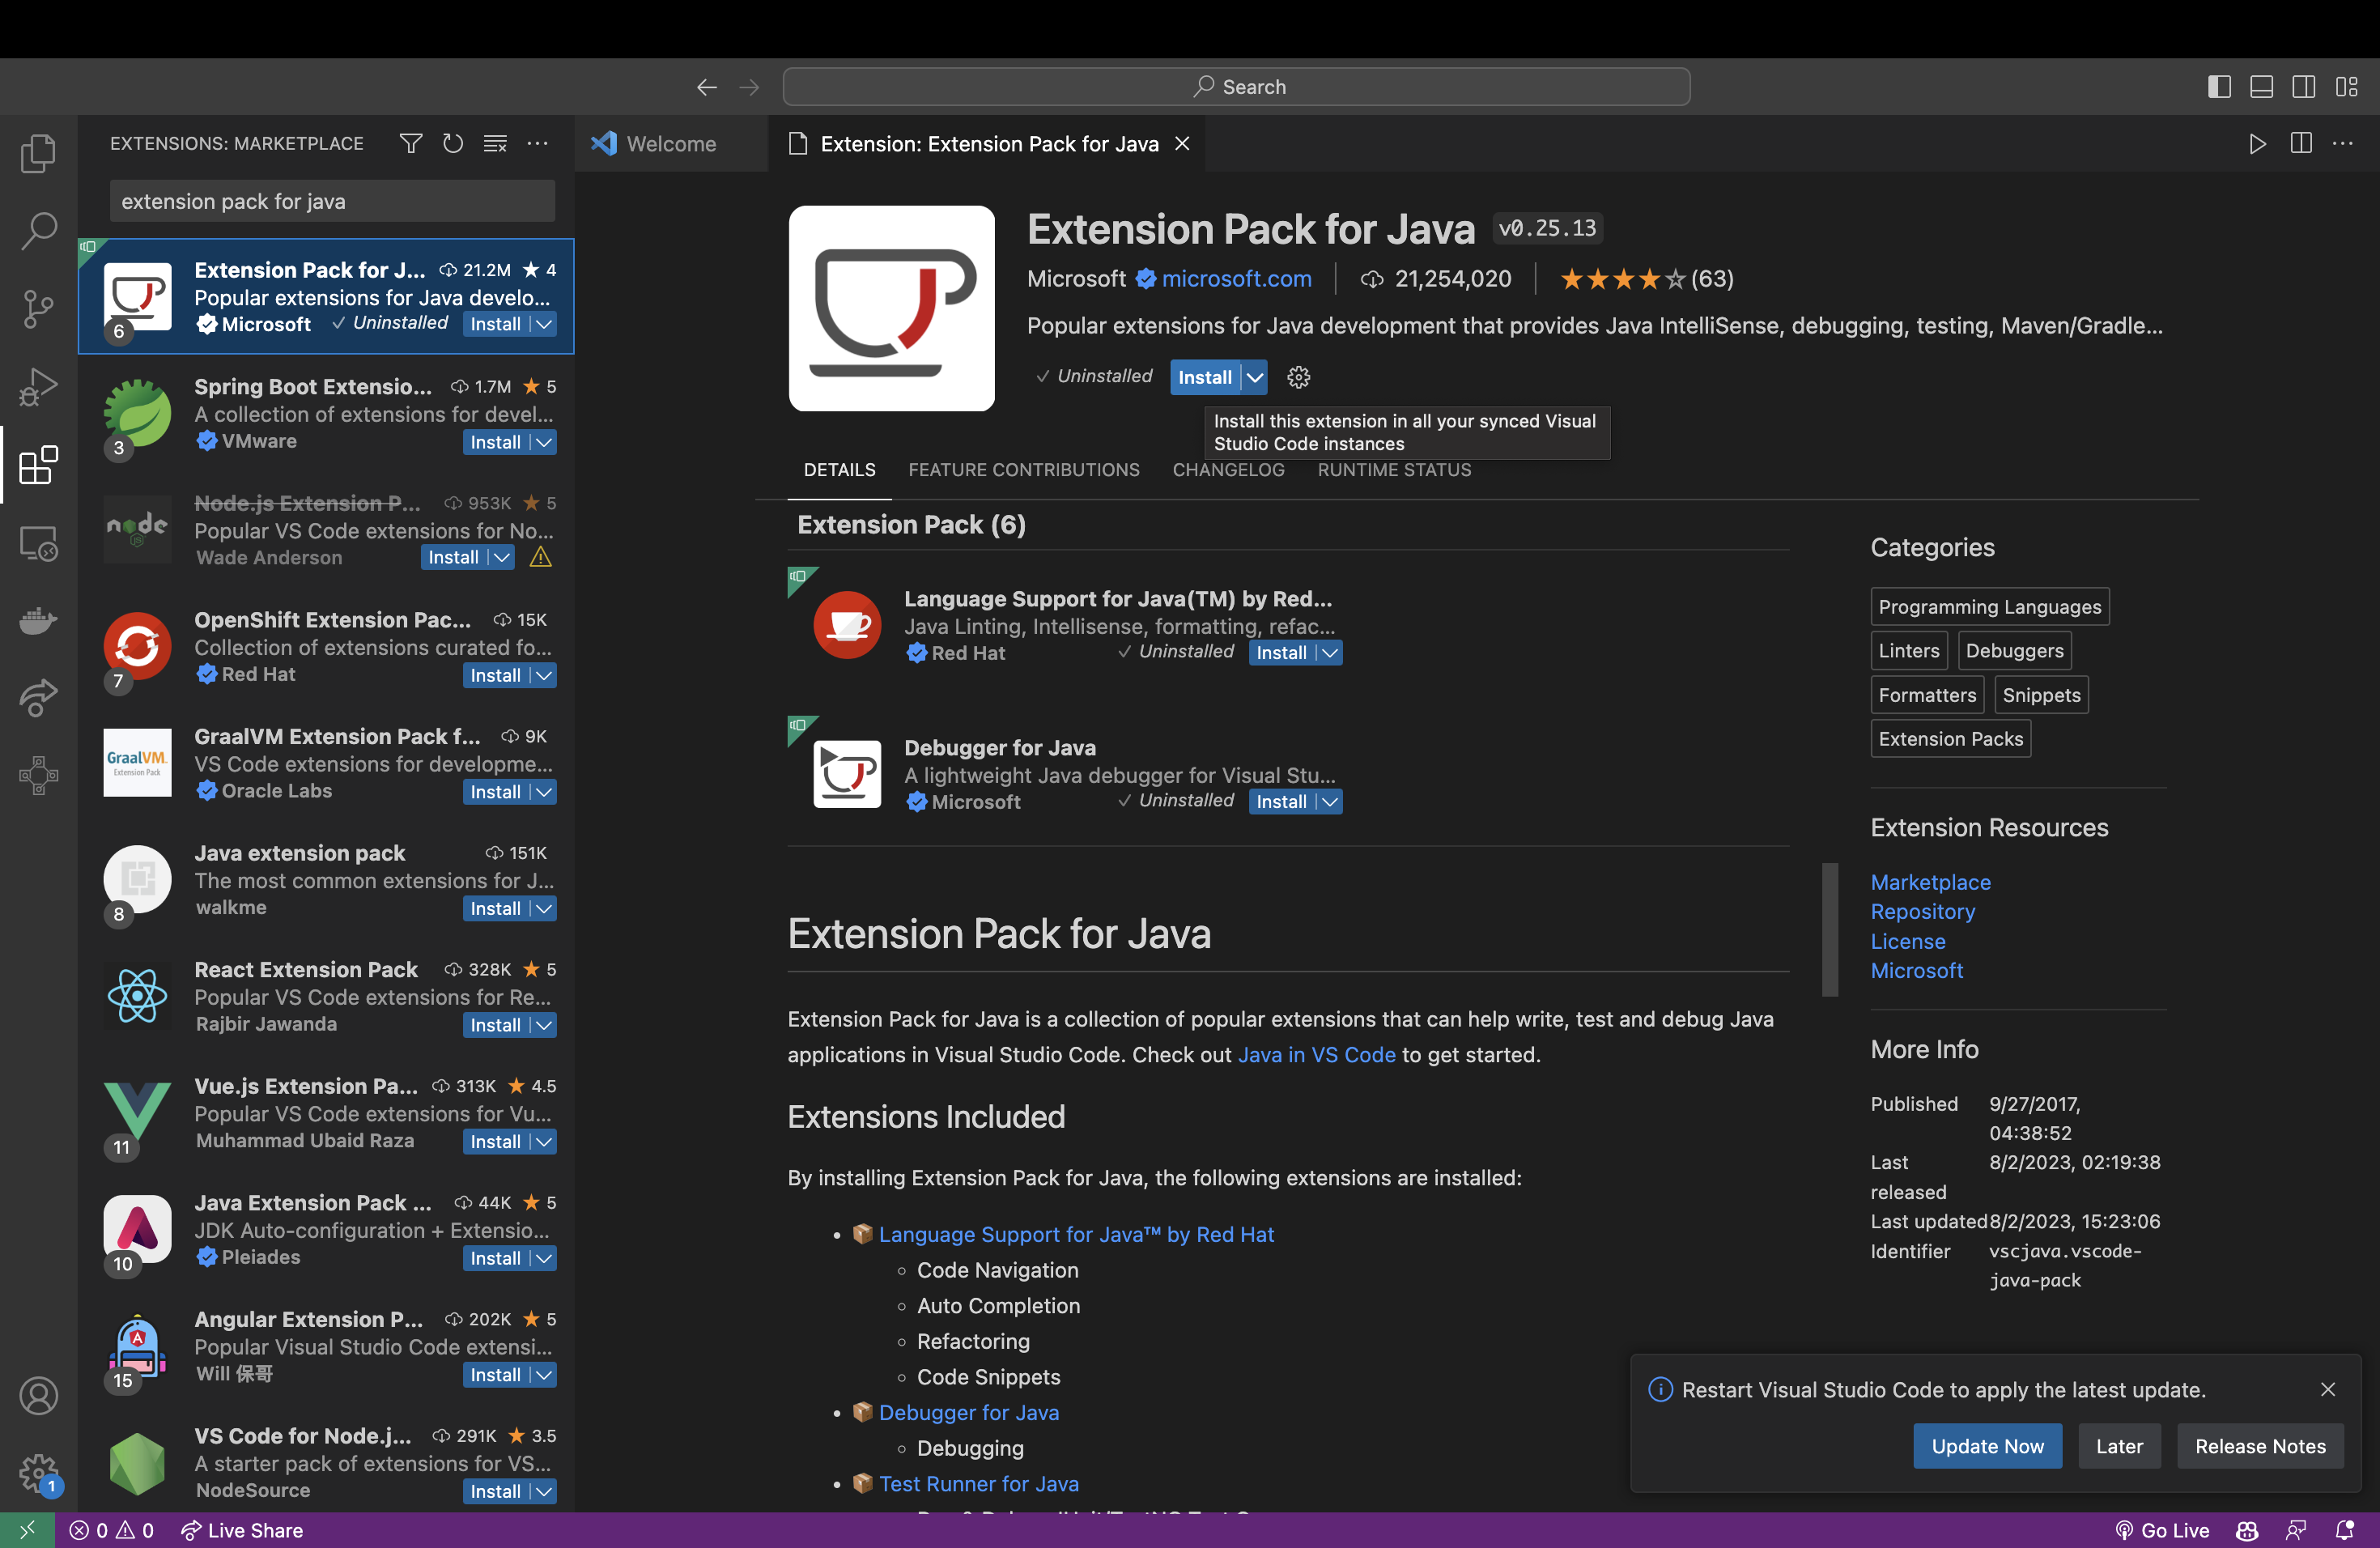 Search
EXTENSIONS: MARKETPLACE
extension pack for java
Extension Pack for J... 21.2M ★ 4
Popular extensions for Java develo...
Microsoft ✓ Uninstalled Install
6
Spring Boot Extensio... 1.7M ★ 5
A collection of extensions for devel...
VMware Install
3
Node.js Extension P... 953K ★ 5
Popular VS Code extensions for No...
Wade Anderson Install
node
JS
OpenShift Extension Pac... 15K
Collection of extensions curated fo...
Red Hat Install
7
GraalVM Extension Pack f... 9K
VS Code extensions for developme...
Oracle Labs Install
GraalVM.
Extension Pack
Java extension pack 151K
The most common extensions for J...
walkme Install
8
React Extension Pack 328K ★ 5
Popular VS Code extensions for Re...
Rajbir Jawanda Install
Vue.js Extension Pa... 313K ★ 4.5
Popular VS Code extensions for Vu...
Muhammad Ubaid Raza Install
11
Java Extension Pack ... 44K ★ 5
JDK Auto-configuration + Extensio...
Pleiades Install
10
Angular Extension P... 202K ★ 5
Popular Visual Studio Code extensi...
Will 保哥 Install
A
15
VS Code for Node.j... 291K ★ 3.5
A starter pack of extensions for VS...
NodeSource Install
1
Welcome
Extension: Extension Pack for Java
Extension Pack for Java v0.25.13
Microsoft microsoft.com 21,254,020 ★★★★☆(63)
Popular extensions for Java development that provides Java IntelliSense, debugging, testing, Maven/Gradle...
✓ Uninstalled Install
Install this extension in all your synced Visual
Studio Code instances
DETAILS FEATURE CONTRIBUTIONS CHANGELOG RUNTIME STATUS
Extension Pack (6)
Language Support for Java(TM) by Red...
Java Linting, Intellisense, formatting, refac...
Red Hat ✓ Uninstalled Install
Debugger for Java
A lightweight Java debugger for Visual Stu...
Microsoft ✓ Uninstalled Install
Extension Pack for Java
Extension Pack for Java is a collection of popular extensions that can help write, test and debug Java
applications in Visual Studio Code. Check out Java in VS Code to get started.
Extensions Included
By installing Extension Pack for Java, the following extensions are installed:
• 📦 Language Support for Java™ by Red Hat
◦ Code Navigation
◦ Auto Completion
◦ Refactoring
◦ Code Snippets
• 📦 Debugger for Java
◦ Debugging
• 📦 Test Runner for Java
Categories
Programming Languages
Linters Debuggers
Formatters Snippets
Extension Packs
Extension Resources
Marketplace
Repository
License
Microsoft
More Info
Published 9/27/2017,
04:38:52
Last 8/2/2023, 02:19:38
released
Last updated 8/2/2023, 15:23:06
Identifier vscjava.vscode-
java-pack
Restart Visual Studio Code to apply the latest update.
Update Now Later Release Notes
0 0 Live Share
Go Live